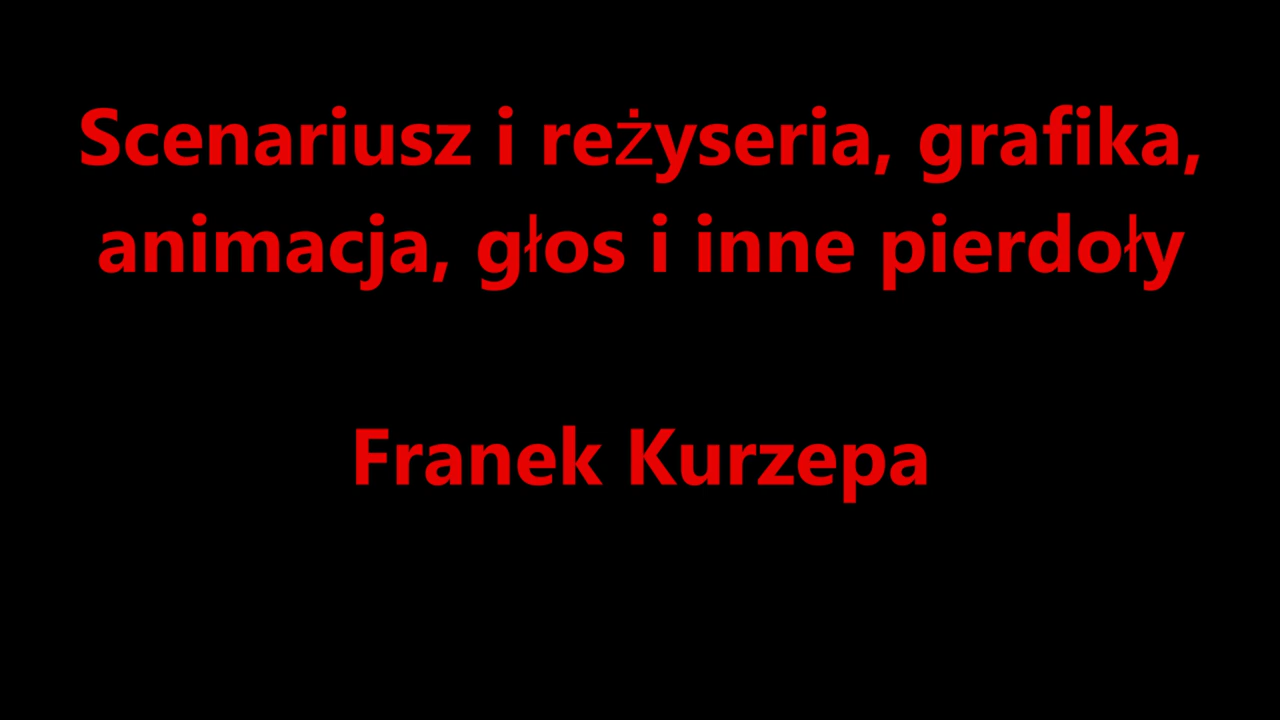 Scenariusz i reżyseria, grafika,
animacja, głos i inne pierdoły
Franek Kurzepa